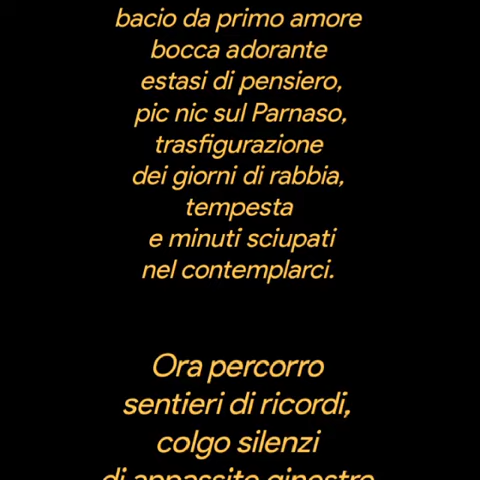 bacio da primo amore
bocca adorante
estasi di pensiero,
pic nic sul Parnaso,
trasfigurazione
dei giorni di rabbia,
tempesta
e minuti sciupati
nel contemplarci.
Ora percorro
sentieri di ricordi,
colgo silenzi
di appassite ginestre